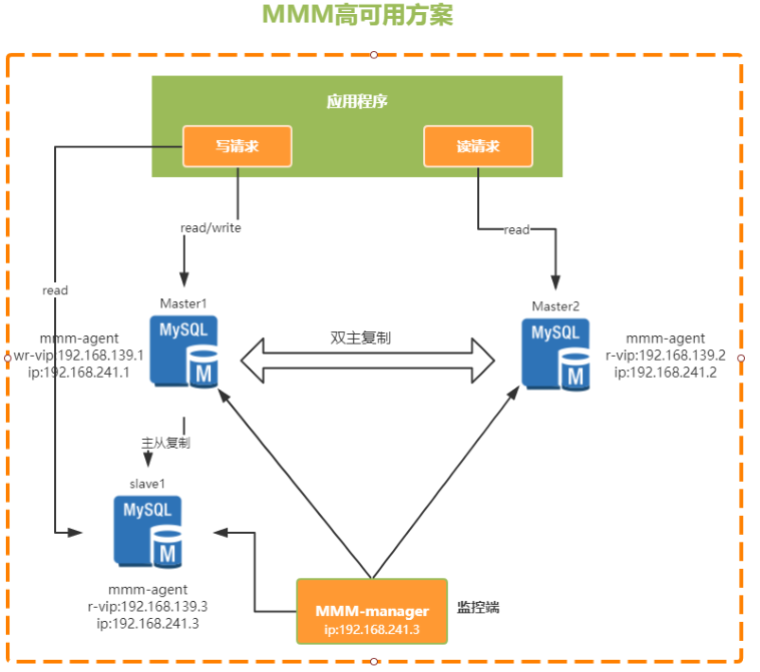 MMM高可用方案
应用程序
写请求
读请求
read/write
read
read
Master1
MySQL
M
mmm-agent
wr-vip:192.168.139.1
ip:192.168.241.1
双主复制
Master2
MySQL
M
mmm-agent
r-vip:192.168.139.2
ip:192.168.241.2
主从复制
slave1
MySQL
M
mmm-agent
r-vip:192.168.139.3
ip:192.168.241.3
MMM-manager
ip:192.168.241.3
监控端